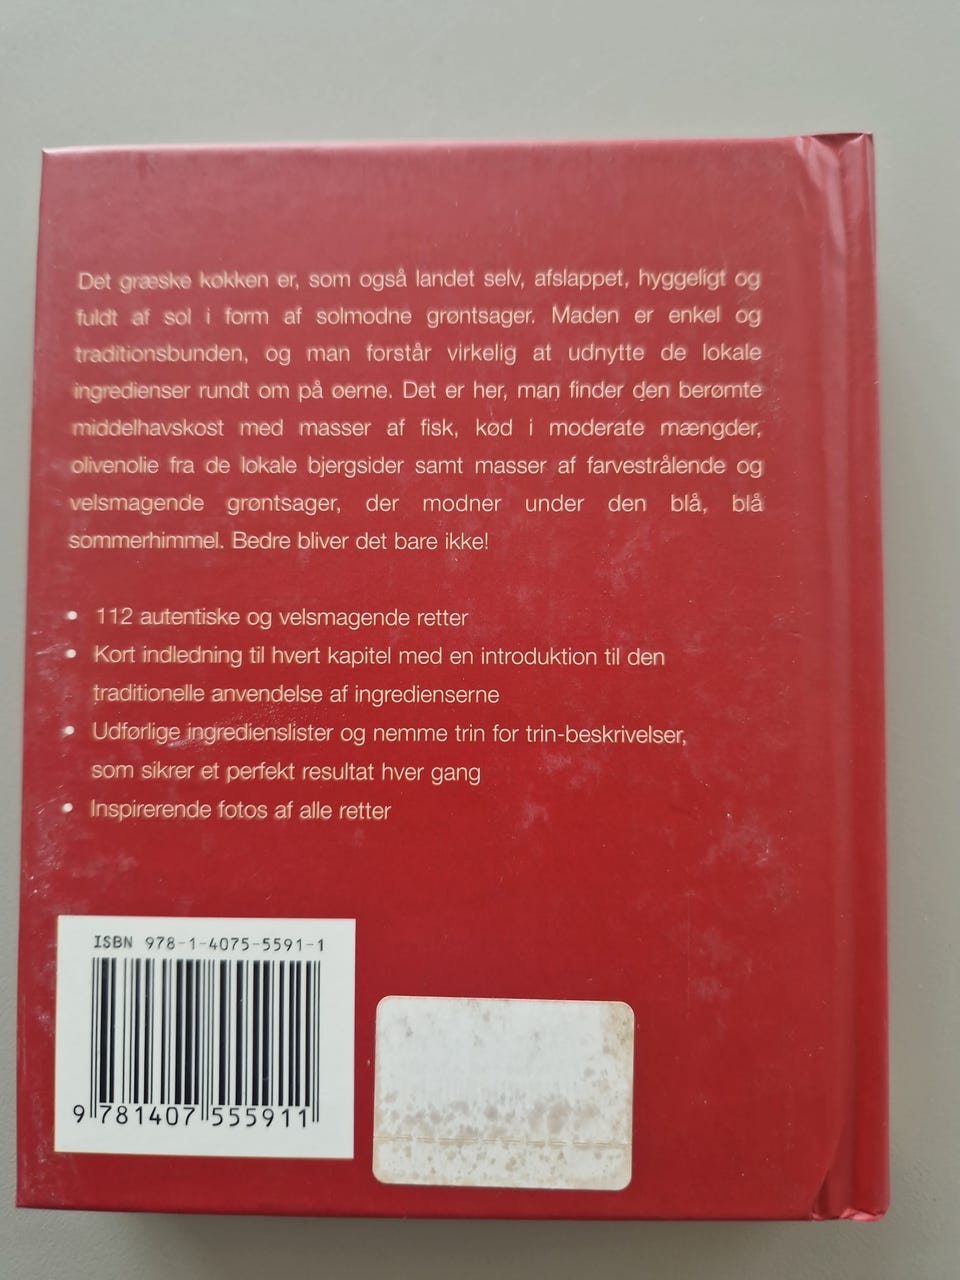 Det græske køkken er, som også landet selv, afslappet, hyggeligt og
fuldt af sol i form af solmodne grøntsager. Maden er enkel og
traditionsbunden, og man forstår virkelig at udnytte de lokale
ingredienser rundt om på øerne. Det er her, man finder den berømte
middelhavskost med masser af fisk, kød i moderate mængder,
olivenolie fra de lokale bjergsider samt masser af farvestrålende og
velsmagende grøntsager, der modner under den blå, blå
sommerhimmel. Bedre bliver det bare ikke!
• 112 autentiske og velsmagende retter
• Kort indledning til hvert kapitel med en introduktion til den
traditionelle anvendelse af ingredienserne
• Udførlige ingredienslister og nemme trin for trin-beskrivelser,
som sikrer et perfekt resultat hver gang
• Inspirerende fotos af alle retter
ISBN 978-1-4075-5591-1
9 781407 555911